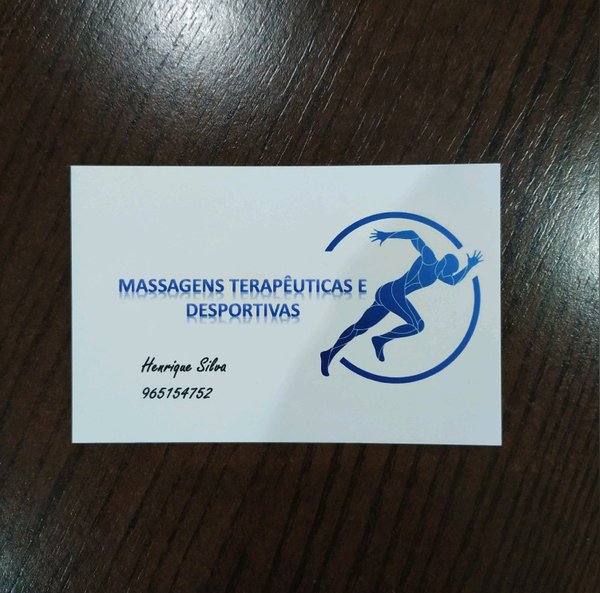 MASSAGENS TERAPÊUTICAS E
DESPORTIVAS
Henrique Silva
965154752